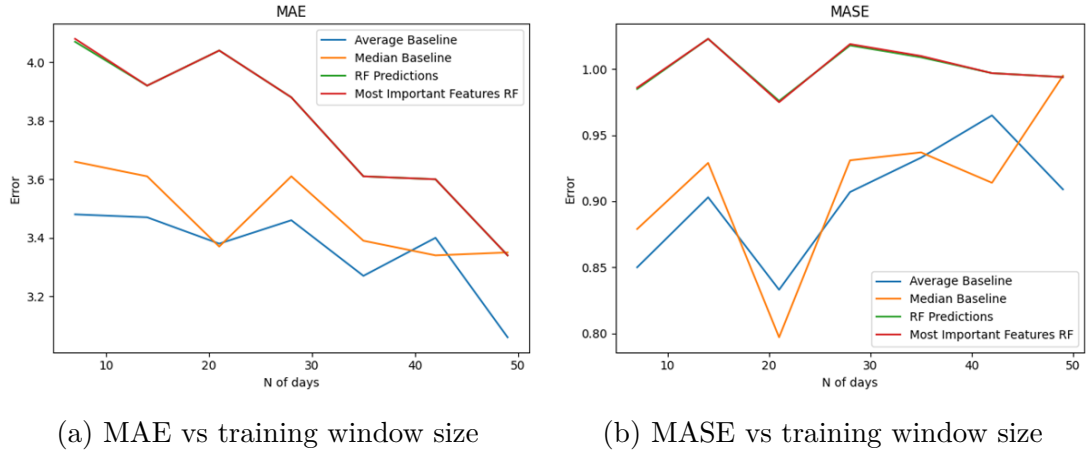 MAE
Error
4.0
3.8
3.6
3.4
3.2
Average Baseline
Median Baseline
RF Predictions
Most Important Features RF
10 20 30 40 50
N of days
(a) MAE vs training window size
MASE
Error
1.00
0.95
0.90
0.85
0.80
Average Baseline
Median Baseline
RF Predictions
Most Important Features RF
10 20 30 40 50
N of days
(b) MASE vs training window size